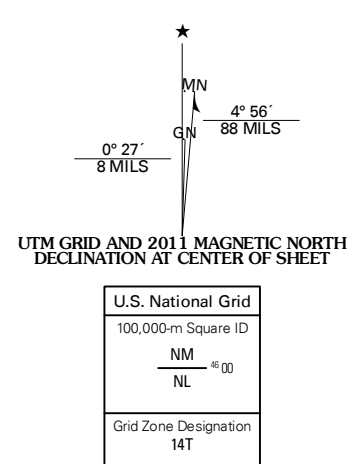 ★
MN
4° 56´
88 MILS
GN
0° 27´
8 MILS
UTM GRID AND 2011 MAGNETIC NORTH
DECLINATION AT CENTER OF SHEET
U.S. National Grid
100,000-m Square ID
NM
46 00
NL
Grid Zone Designation
14T